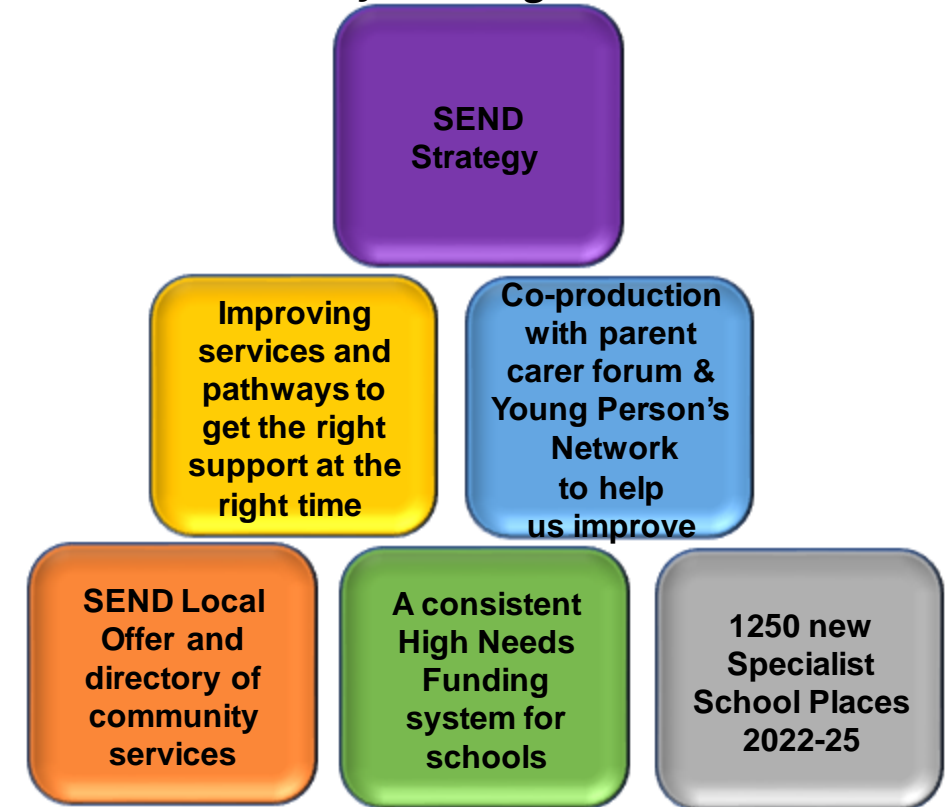 SEND
Strategy
Improving
services and
pathways to
get the right
support at the
right time
Co-production
with parent
carer forum &
Young Person’s
Network
to help
us improve
SEND Local
Offer and
directory of
community
services
A consistent
High Needs
Funding
system for
schools
1250 new
Specialist
School Places
2022-25